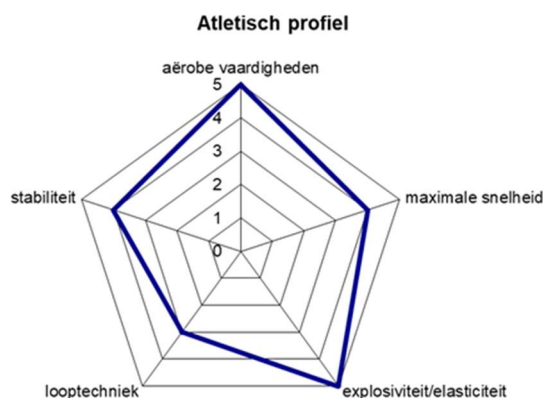 Atletisch profiel
aërobe vaardigheden
5
4
3
2
1
0
stabiliteit
maximale snelheid
looptechniek
explosiviteit/elasticiteit